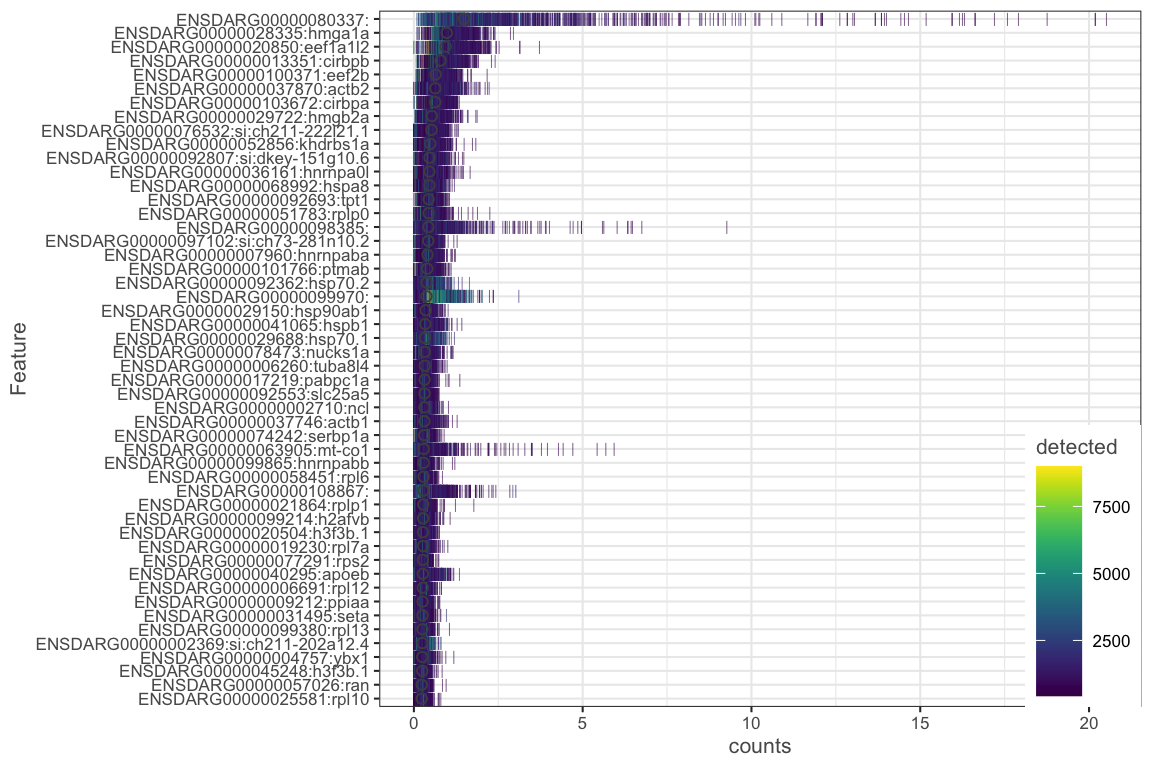 ENSDARG00000080337:
ENSDARG00000028335:hmga1a
ENSDARG00000020850:eef1a1l2
ENSDARG00000013351:cirbpb
ENSDARG00000100371:eef2b
ENSDARG00000037870:actb2
ENSDARG00000103672:cirbpa
ENSDARG00000029722:hmgb2a
ENSDARG00000076532:si:ch211-222l21.1
ENSDARG00000052856:khdrbs1a
ENSDARG00000092807:si:dkey-151g10.6
ENSDARG00000036161:hnrnpa0l
ENSDARG00000068992:hspa8
ENSDARG00000092693:tpt1
ENSDARG00000051783:rplp0
ENSDARG00000098385:
ENSDARG00000097102:si:ch73-281n10.2
ENSDARG00000007960:hnrnpaba
ENSDARG00000101766:ptmab
ENSDARG00000092362:hsp70.2
ENSDARG00000099970:
ENSDARG00000029150:hsp90ab1
ENSDARG00000041065:hspb1
ENSDARG00000029688:hsp70.1
ENSDARG00000078473:nucks1a
ENSDARG00000006260:tuba8l4
ENSDARG00000017219:pabpc1a
ENSDARG00000092553:slc25a5
ENSDARG00000002710:ncl
ENSDARG00000037746:actb1
ENSDARG00000074242:serbp1a
ENSDARG00000063905:mt-co1
ENSDARG00000099865:hnrnpabb
ENSDARG00000058451:rpl6
ENSDARG00000108867:
ENSDARG00000021864:rplp1
ENSDARG00000099214:h2afvb
ENSDARG00000020504:h3f3b.1
ENSDARG00000019230:rpl7a
ENSDARG00000077291:rps2
ENSDARG00000040295:apoeb
ENSDARG00000006691:rpl12
ENSDARG00000009212:ppiaa
ENSDARG00000031495:seta
ENSDARG00000099380:rpl13
ENSDARG00000002369:si:ch211-202a12.4
ENSDARG00000004757:ybx1
ENSDARG00000045248:h3f3b.1
ENSDARG00000057026:ran
ENSDARG00000025581:rpl10
Feature
0 5 10 15 20
counts
detected
7500
5000
2500